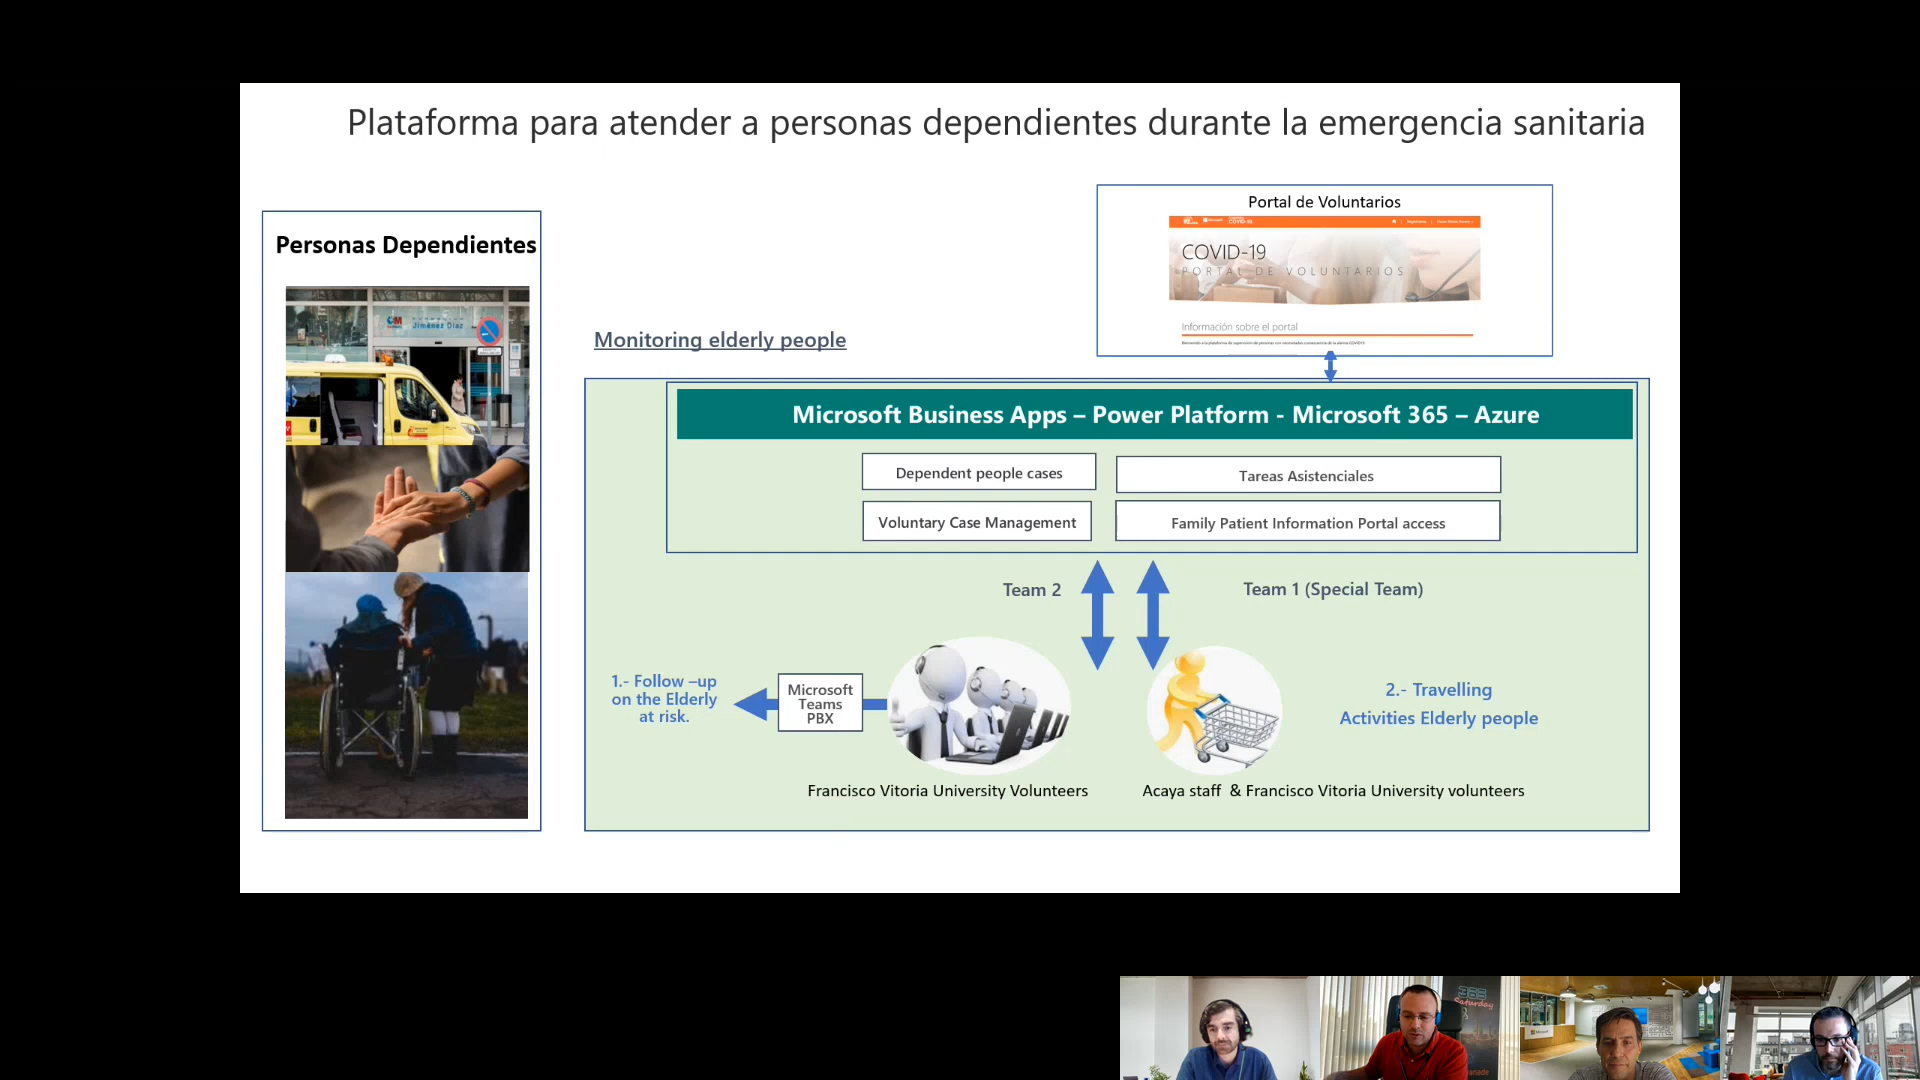 Plataforma para atender a personas dependientes durante la emergencia sanitaria
Personas Dependientes
Jiménez Díaz
Monitoring elderly people
Portal de Voluntarios
COVID-19
PORTAL DE VOLUNTARIOS
Información sobre el portal
Microsoft Business Apps – Power Platform - Microsoft 365 – Azure
Dependent people cases
Tareas Asistenciales
Voluntary Case Management
Family Patient Information Portal access
Team 2
Team 1 (Special Team)
1.- Follow –up
on the Elderly
at risk.
Microsoft
Teams
PBX
2.- Travelling
Activities Elderly people
Francisco Vitoria University Volunteers
Acaya staff & Francisco Vitoria University volunteers
365
Saturday